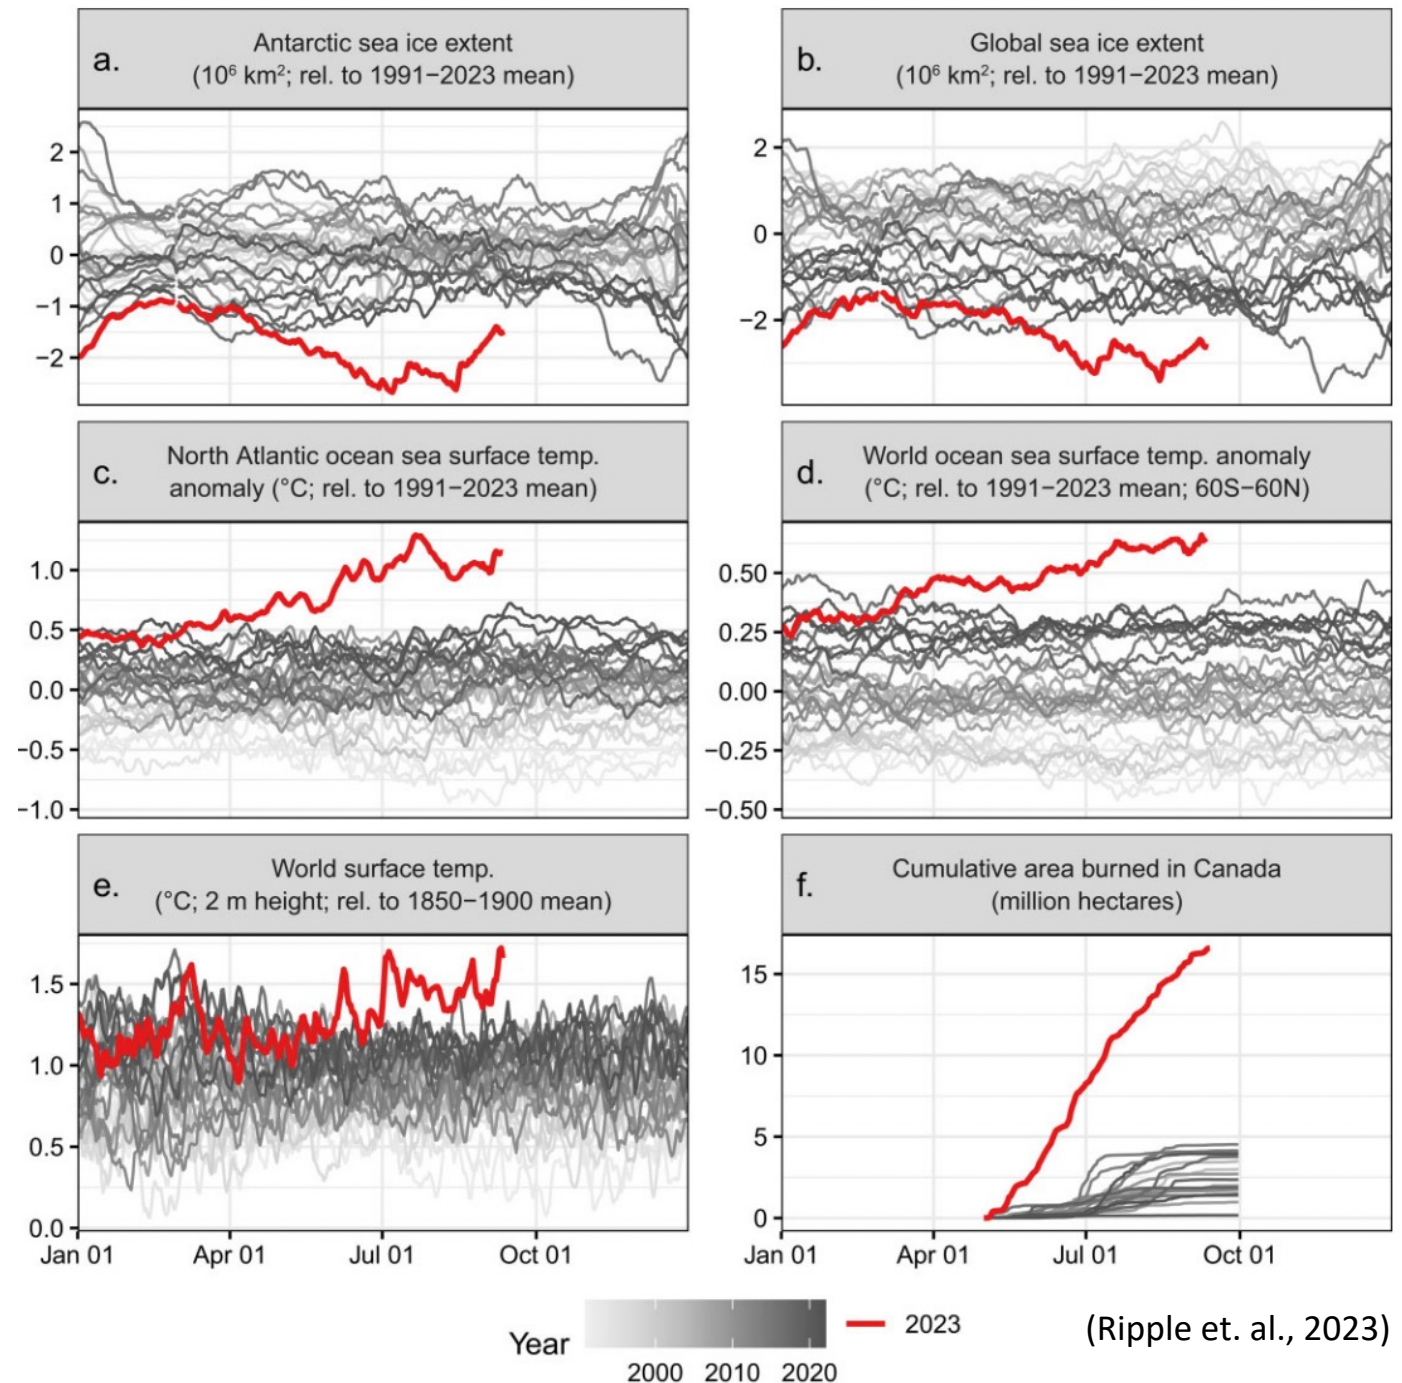 a.
Antarctic sea ice extent
(10⁶ km²; rel. to 1991−2023 mean)
2
1
0
−1
−2
b.
Global sea ice extent
(10⁶ km²; rel. to 1991−2023 mean)
2
0
−2
c.
North Atlantic ocean sea surface temp.
anomaly (°C; rel. to 1991−2023 mean)
1.0
0.5
0.0
−0.5
−1.0
d.
World ocean sea surface temp. anomaly
(°C; rel. to 1991−2023 mean; 60S−60N)
0.50
0.25
0.00
−0.25
−0.50
e.
World surface temp.
(°C; 2 m height; rel. to 1850−1900 mean)
1.5
1.0
0.5
0.0
Jan 01 Apr 01 Jul 01 Oct 01
f.
Cumulative area burned in Canada
(million hectares)
15
10
5
0
Jan 01 Apr 01 Jul 01 Oct 01
Year
2000 2010 2020
2023
(Ripple et. al., 2023)